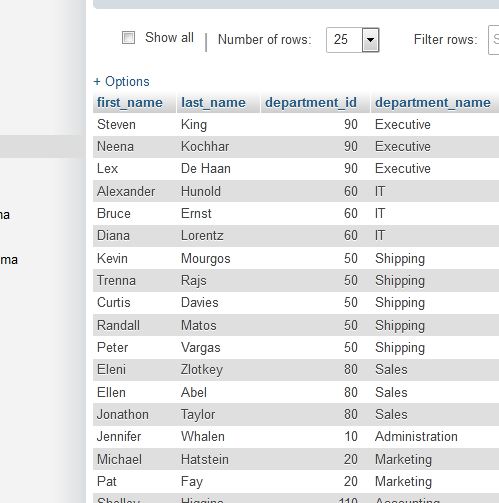 Show all | Number of rows: 25 Filter rows: S
+ Options
first_name last_name department_id department_name
Steven King 90 Executive
Neena Kochhar 90 Executive
Lex De Haan 90 Executive
Alexander Hunold 60 IT
na Bruce Ernst 60 IT
Diana Lorentz 60 IT
ma Kevin Mourgos 50 Shipping
Trenna Rajs 50 Shipping
Curtis Davies 50 Shipping
Randall Matos 50 Shipping
Peter Vargas 50 Shipping
Eleni Zlotkey 80 Sales
Ellen Abel 80 Sales
Jonathon Taylor 80 Sales
Jennifer Whalen 10 Administration
Michael Hatstein 20 Marketing
Pat Fay 20 Marketing
Shelley Higgins 110 Accounting